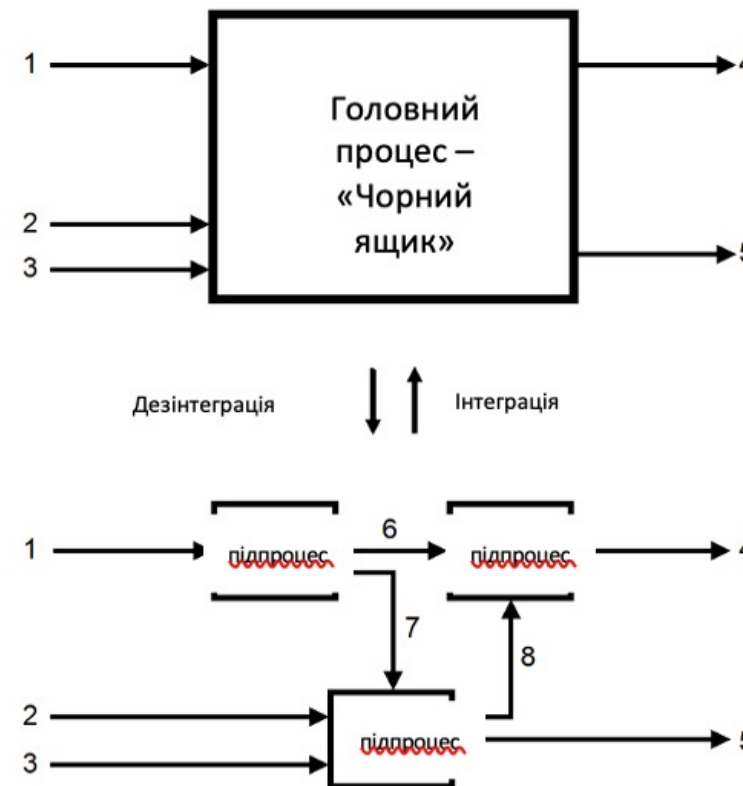 1
4
Головний
процес –
«Чорний
ящик»
2
3
5
Дезінтеграція
Інтеграція
1
підпроцес
6
підпроцес
4
7
8
2
3
підпроцес
5